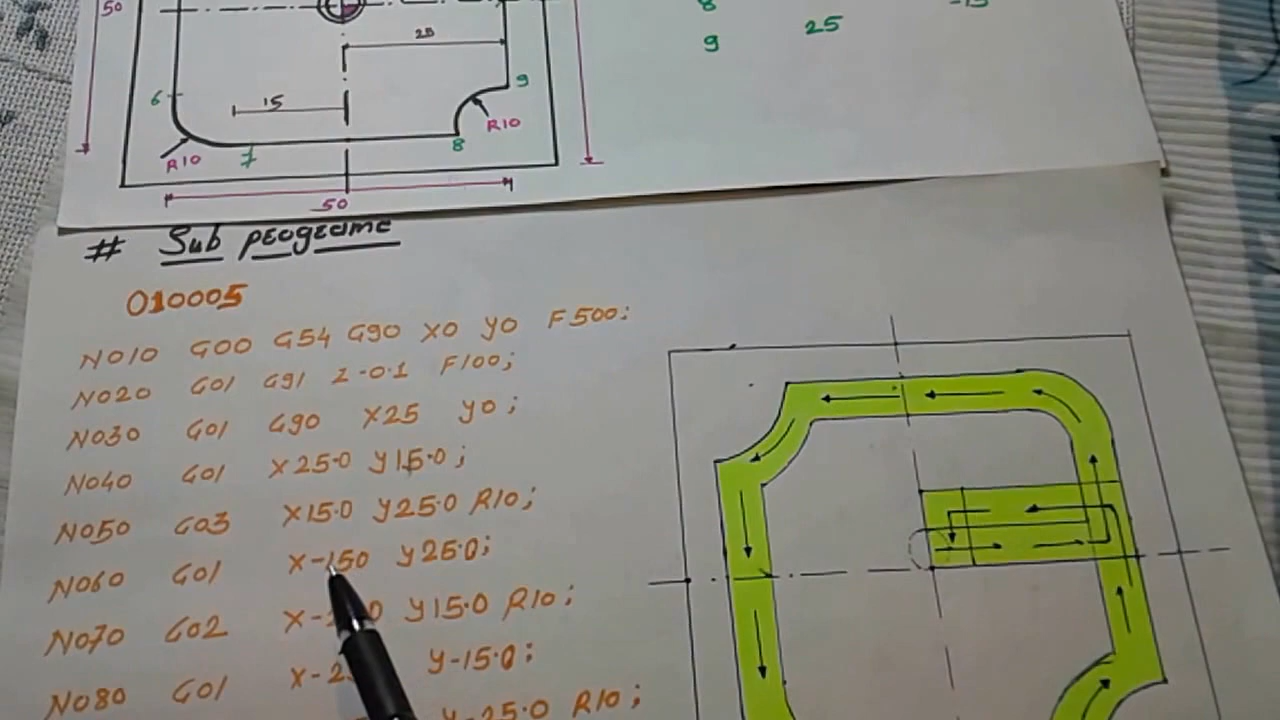 50
8 -15
25
9 25
9
6
15
R10
R10
7
8
50
# Sub programe
O10005
N010 G00 G54 G90 X0 Y0 F500;
N020 G01 G91 Z-0.1 F100;
N030 G01 G90 X25 Y0;
N040 G01 X25.0 Y15.0;
N050 G03 X15.0 Y25.0 R10;
N060 G01 X-150 Y25.0;
N070 G02 Y15.0 R10;
N080 G01 Y-15.0;
Y-25.0 R10;